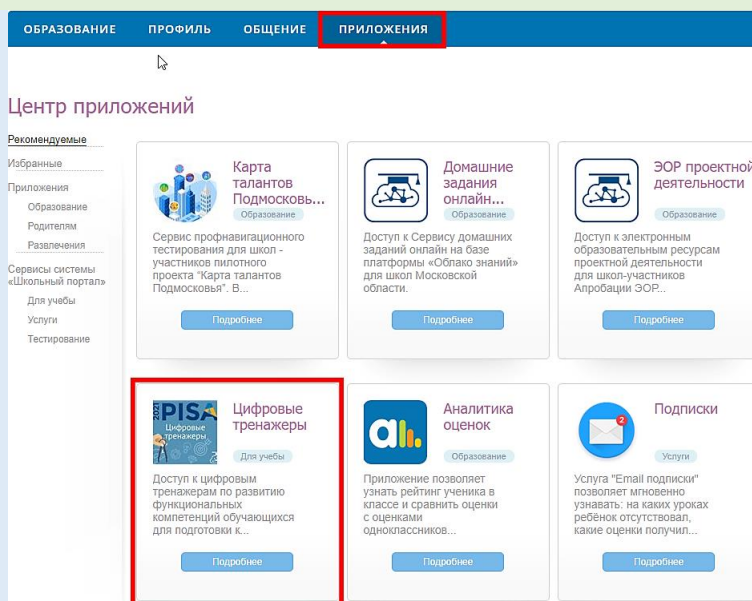 ОБРАЗОВАНИЕ ПРОФИЛЬ ОБЩЕНИЕ ПРИЛОЖЕНИЯ
Центр приложений
Рекомендуемые
Избранные
Приложения
Образование
Родителям
Развлечения
Сервисы системы
«Школьный портал»
Для учебы
Услуги
Тестирование
Карта
талантов
Подмосковь...
Образование
Сервис профнавигационного
тестирования для школ -
участников пилотного
проекта "Карта талантов
Подмосковья". В...
Подробнее
Домашние
задания
онлайн...
Образование
Доступ к Сервису домашних
заданий онлайн на базе
платформы «Облако знаний»
для школ Московской
области.
Подробнее
ЭОР проектной
деятельности
Образование
Доступ к электронным
образовательным ресурсам
проектной деятельности
для школ-участников
Апробации ЭОР...
Подробнее
2021 PISA
Цифровые
тренажеры
Цифровые
тренажеры
Для учебы
Доступ к цифровым
тренажерам по развитию
функциональных
компетенций обучающихся
для подготовки к...
Подробнее
Аналитика
оценок
Образование
Приложение позволяет
узнать рейтинг ученика в
классе и сравнить оценки
с оценками
одноклассников...
Подробнее
2
Подписки
Услуги
Услуга "Email подписки"
позволяет мгновенно
узнавать: на каких уроках
ребёнок отсутствовал,
какие оценки получил...
Подробнее